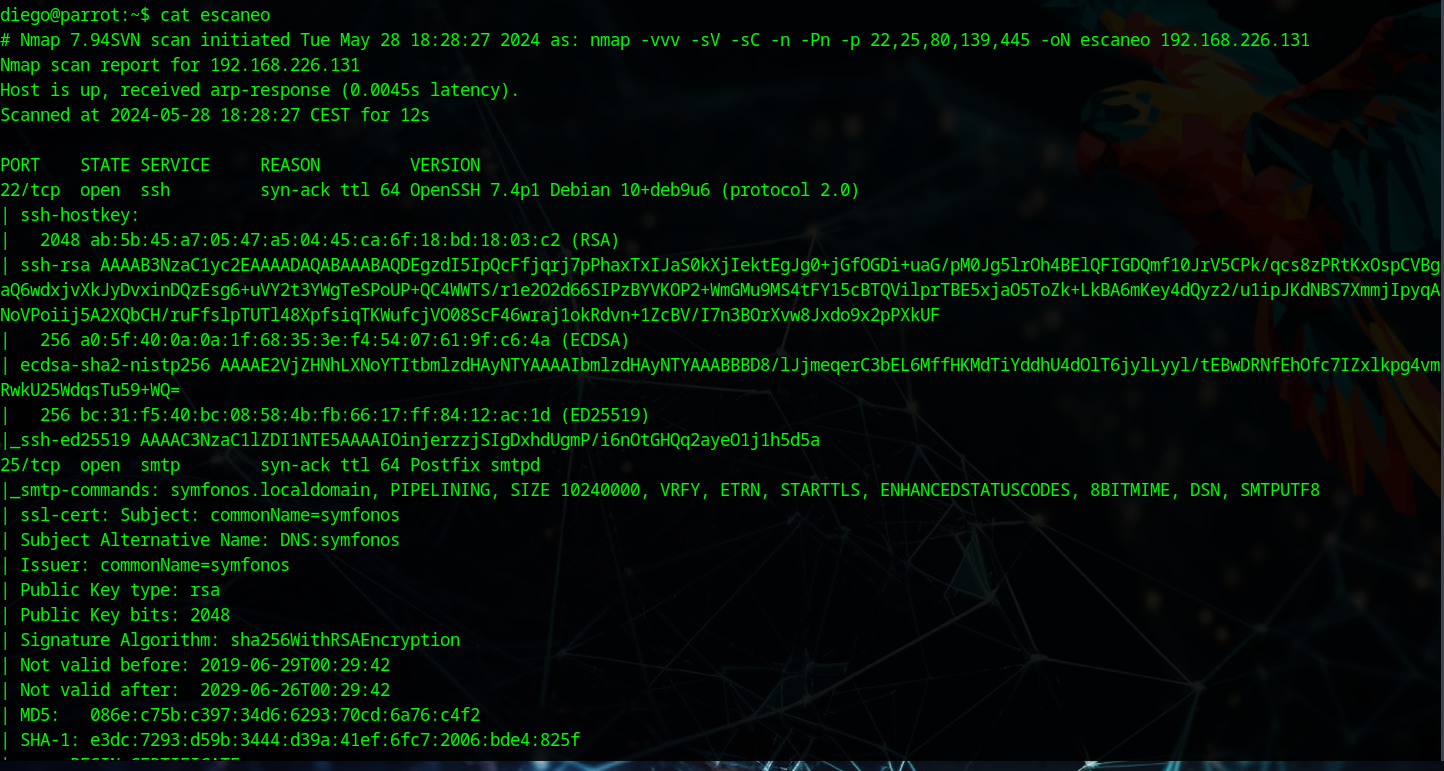 diego@parrot:~$ cat escaneo
# Nmap 7.94SVN scan initiated Tue May 28 18:28:27 2024 as: nmap -vvv -sV -sC -n -Pn -p 22,25,80,139,445 -oN escaneo 192.168.226.131
Nmap scan report for 192.168.226.131
Host is up, received arp-response (0.0045s latency).
Scanned at 2024-05-28 18:28:27 CEST for 12s
PORT    STATE SERVICE     REASON         VERSION
22/tcp  open  ssh         syn-ack ttl 64 OpenSSH 7.4p1 Debian 10+deb9u6 (protocol 2.0)
| ssh-hostkey:
|   2048 ab:5b:45:a7:05:47:a5:04:45:ca:6f:18:bd:18:03:c2 (RSA)
| ssh-rsa AAAAB3NzaC1yc2EAAAADAQABAAABAQDEgzdI5IpQcFfjqrj7pPhaxTxIJaS0kXjIektEgJg0+jGfOGDi+uaG/pM0Jg5lrOh4BElQFIGDQmf10JrV5CPk/qcs8zPRtKxOspCVBg
aQ6wdxjvXkJyDvxinDQzEsg6+uVY2t3YWgTeSPoUP+QC4WWTS/r1e2O2d66SIPzBYVKOP2+WmGMu9MS4tFY15cBTQVilprTBE5xjaO5ToZk+LkBA6mKey4dQyz2/u1ipJKdNBS7XmmjIpyqA
NoVPoiij5A2XQbCH/ruFfslpTUTl48XpfsiqTKWufcjVO08ScF46wraj1okRdvn+1ZcBV/I7n3BOrXvw8Jxdo9x2pPXkUF
|   256 a0:5f:40:0a:0a:1f:68:35:3e:f4:54:07:61:9f:c6:4a (ECDSA)
| ecdsa-sha2-nistp256 AAAAE2VjZHNhLXNoYTItbmlzdHAyNTYAAAAIbmlzdHAyNTYAAABBBD8/lJjmeqerC3bEL6MffHKMdTiYddhU4dOlT6jylLyyl/tEBwDRNfEhOfc7IZxlkpg4vm
RwkU25WdqsTu59+WQ=
|   256 bc:31:f5:40:bc:08:58:4b:fb:66:17:ff:84:12:ac:1d (ED25519)
|_ssh-ed25519 AAAAC3NzaC1lZDI1NTE5AAAAIOinjerzzjSIgDxhdUgmP/i6nOtGHQq2ayeO1j1h5d5a
25/tcp  open  smtp        syn-ack ttl 64 Postfix smtpd
|_smtp-commands: symfonos.localdomain, PIPELINING, SIZE 10240000, VRFY, ETRN, STARTTLS, ENHANCEDSTATUSCODES, 8BITMIME, DSN, SMTPUTF8
| ssl-cert: Subject: commonName=symfonos
| Subject Alternative Name: DNS:symfonos
| Issuer: commonName=symfonos
| Public Key type: rsa
| Public Key bits: 2048
| Signature Algorithm: sha256WithRSAEncryption
| Not valid before: 2019-06-29T00:29:42
| Not valid after:  2029-06-26T00:29:42
| MD5:   086e:c75b:c397:34d6:6293:70cd:6a76:c4f2
| SHA-1: e3dc:7293:d59b:3444:d39a:41ef:6fc7:2006:bde4:825f